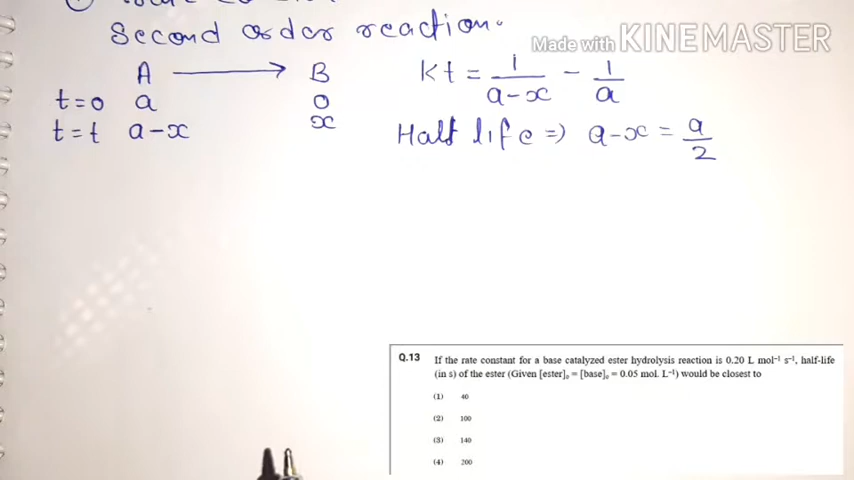 Second order reaction.
Made with KINEMASTER
A ⟶ B Kt = 1/(a-x) - 1/a
t=0 a 0
t=t a-x x
Half life ⇒ a-x = a/2
Q.13 If the rate constant for a base catalyzed ester hydrolysis reaction is 0.20 L mol⁻¹ s⁻¹, half-life
(in s) of the ester (Given [ester]₀ = [base]₀ = 0.05 mol. L⁻¹) would be closest to
(1) 40
(2) 100
(3) 140
(4) 200